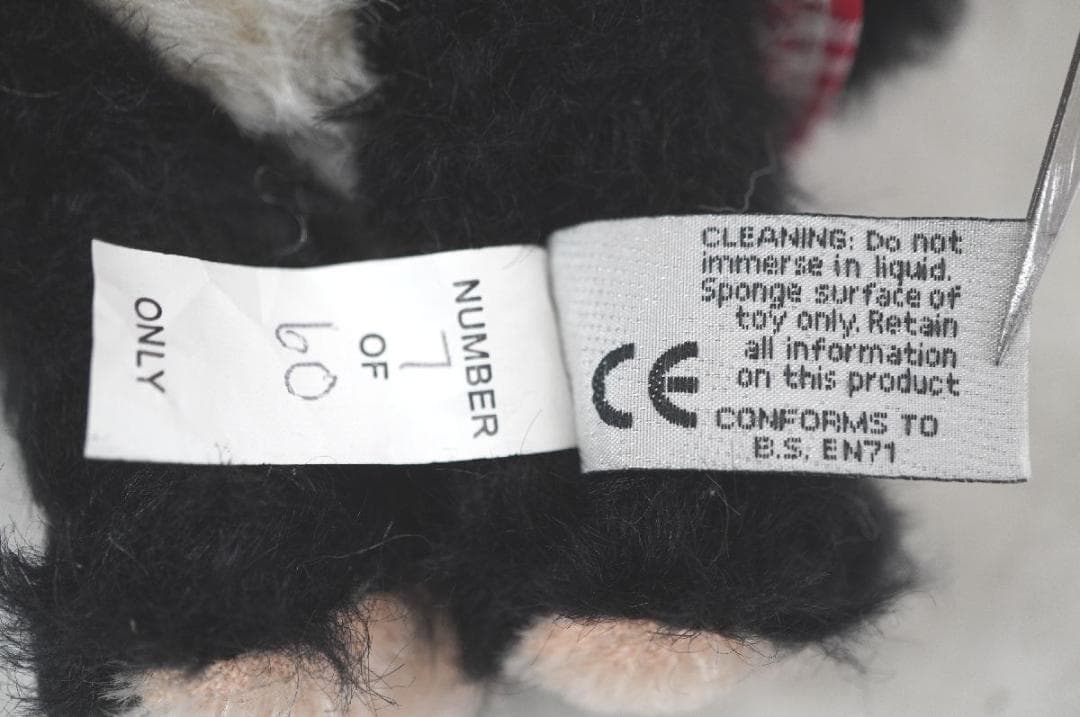 NUMBER
7
OF
60
ONLY
CLEANING: Do not
immerse in liquid.
Sponge surface of
toy only. Retain
all information
on this product
CE
CONFORMS TO
B.S. EN71